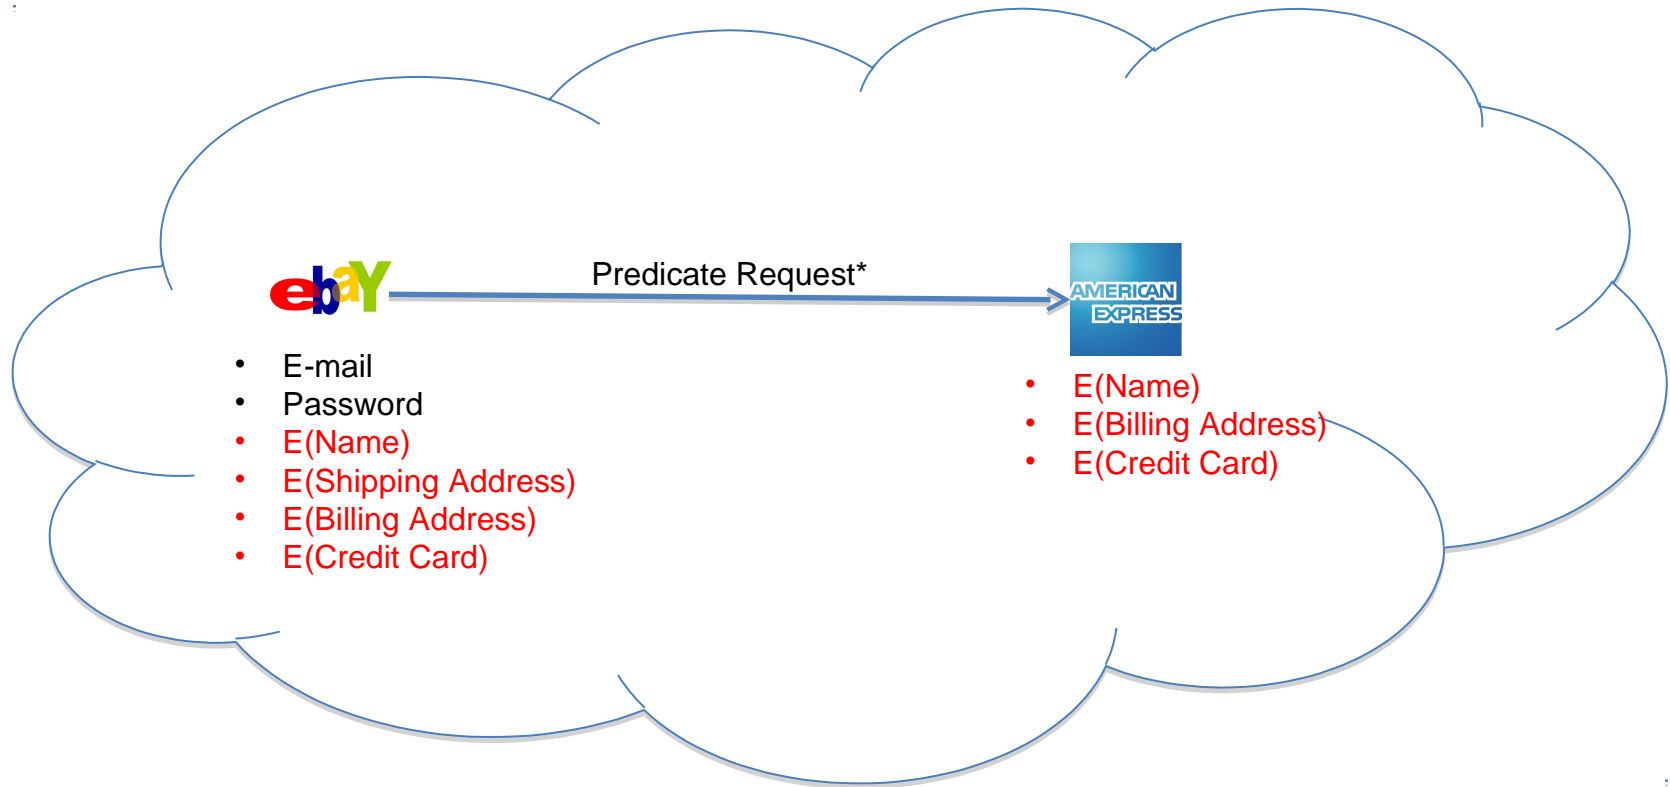 ebaY
Predicate Request*
AMERICAN
EXPRESS
• E-mail
• Password
• E(Name)
• E(Shipping Address)
• E(Billing Address)
• E(Credit Card)
• E(Name)
• E(Billing Address)
• E(Credit Card)